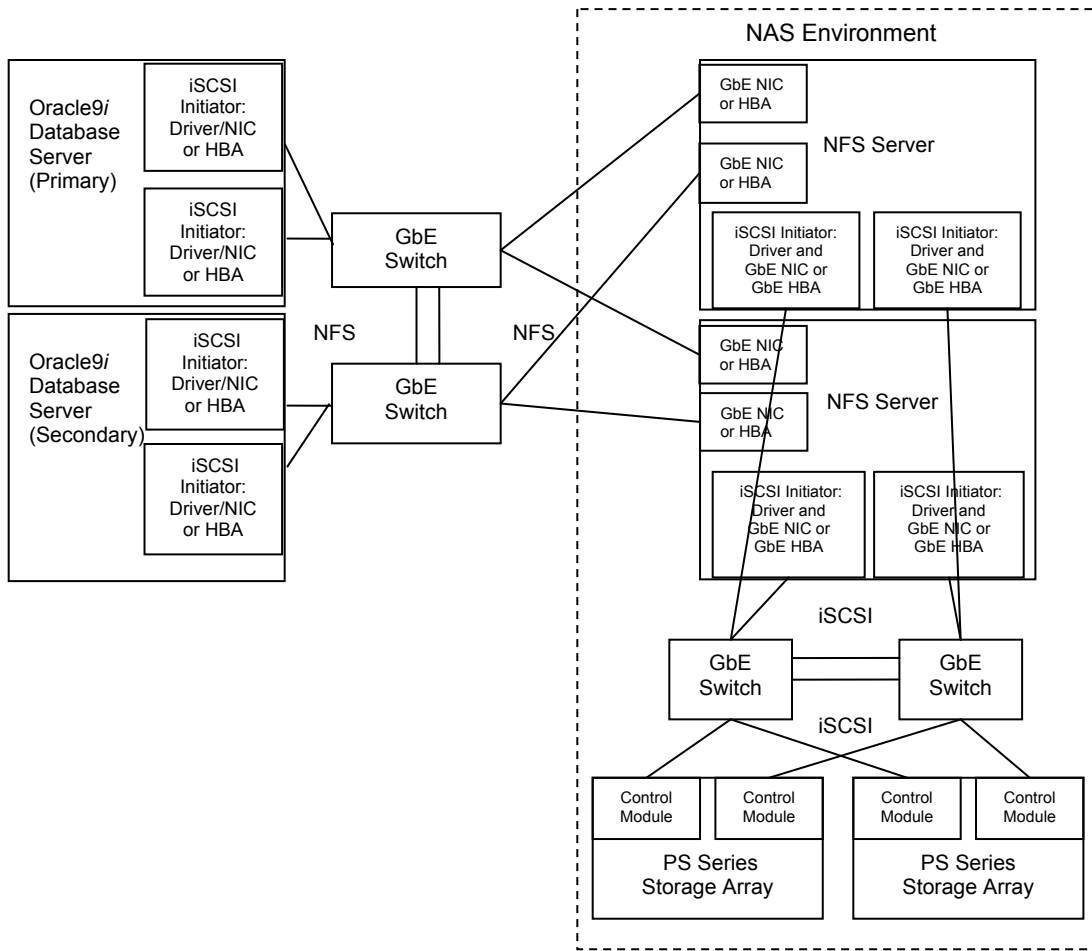 NAS Environment
Oracle9i
Database
Server
(Primary)
iSCSI
Initiator:
Driver/NIC
or HBA
iSCSI
Initiator:
Driver/NIC
or HBA
Oracle9i
Database
Server
(Secondary)
iSCSI
Initiator:
Driver/NIC
or HBA
iSCSI
Initiator:
Driver/NIC
or HBA
GbE
Switch
NFS
NFS
GbE
Switch
GbE NIC
or HBA
NFS Server
GbE NIC
or HBA
iSCSI Initiator:
Driver and
GbE NIC or
GbE HBA
iSCSI Initiator:
Driver and
GbE NIC or
GbE HBA
GbE NIC
or HBA
NFS Server
GbE NIC
or HBA
iSCSI Initiator:
Driver and
GbE NIC or
GbE HBA
iSCSI Initiator:
Driver and
GbE NIC or
GbE HBA
iSCSI
GbE
Switch
GbE
Switch
iSCSI
Control
Module
Control
Module
PS Series
Storage Array
Control
Module
Control
Module
PS Series
Storage Array